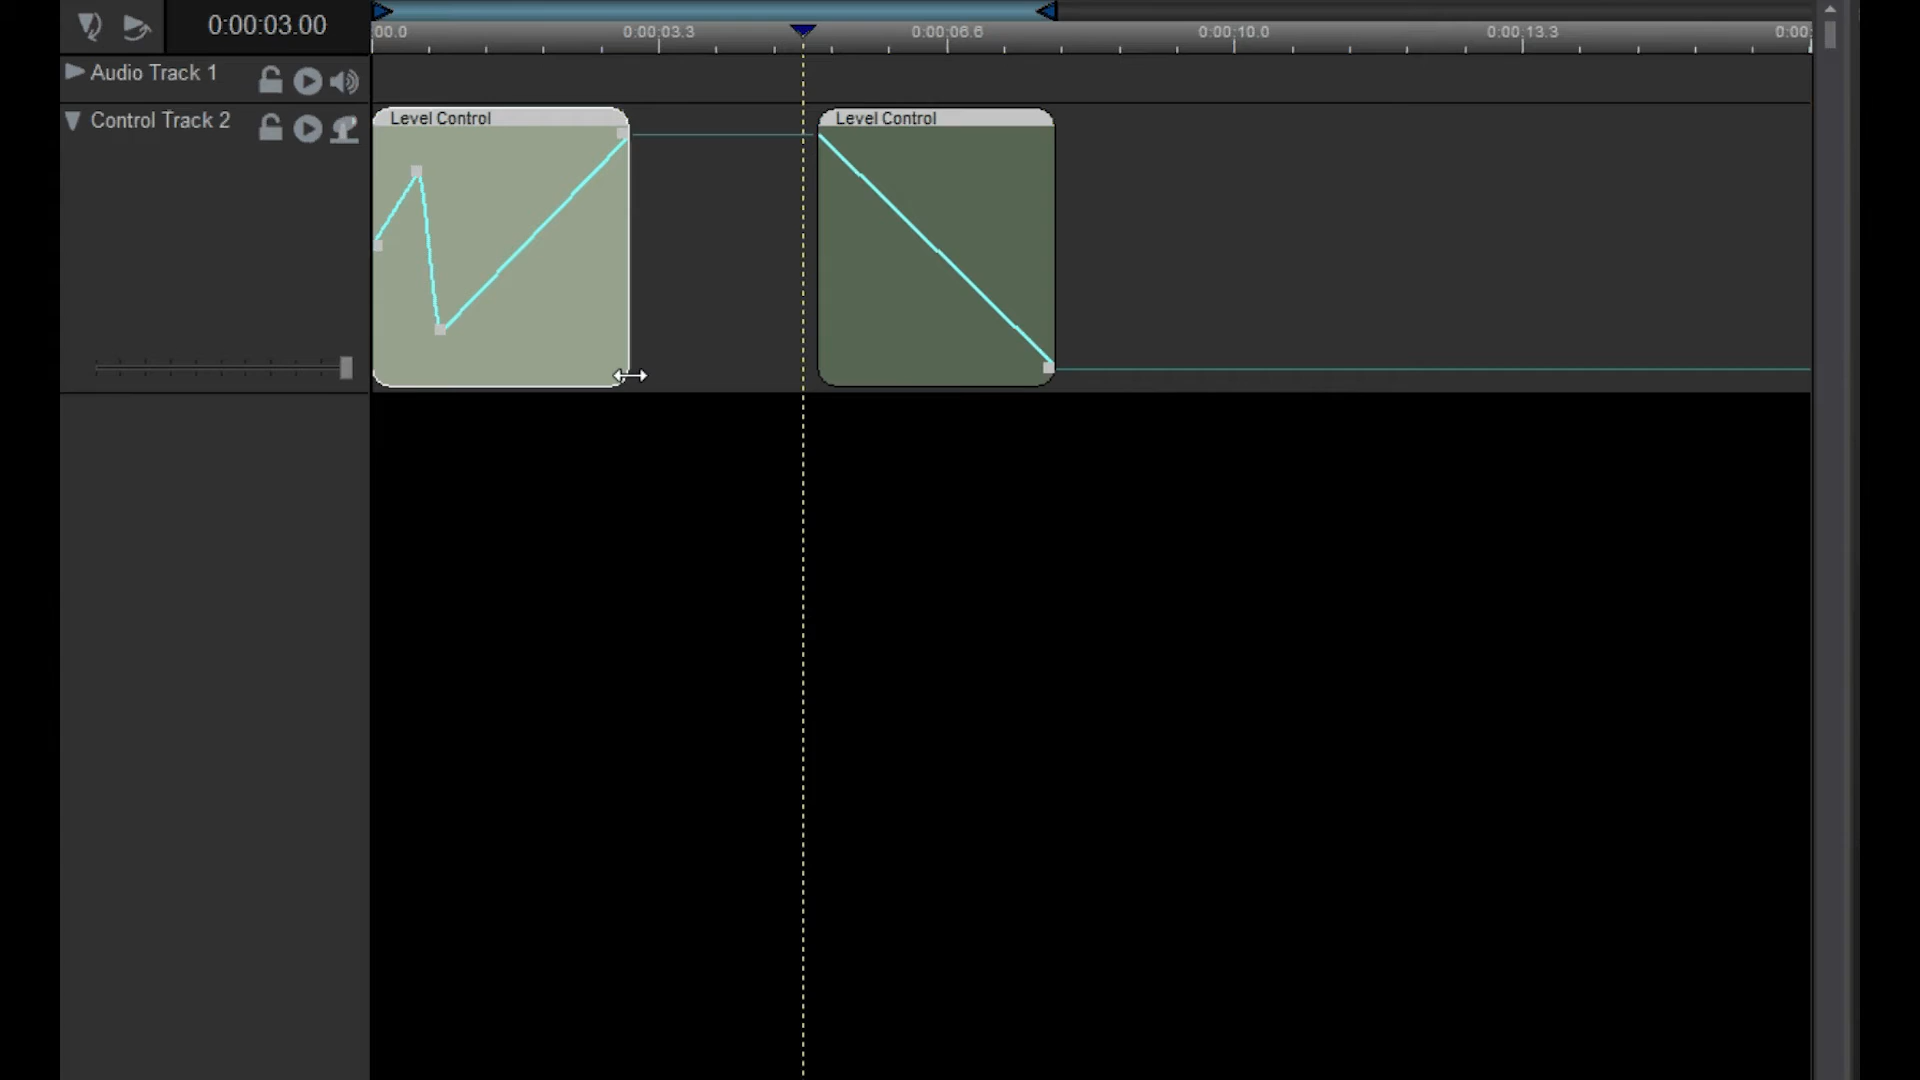 0:00:03.00
:00.0
0:00:03.3
0:00:06.6
0:00:10.0
0:00:13.3
0:00:
Audio Track 1
Control Track 2
Level Control
Level Control